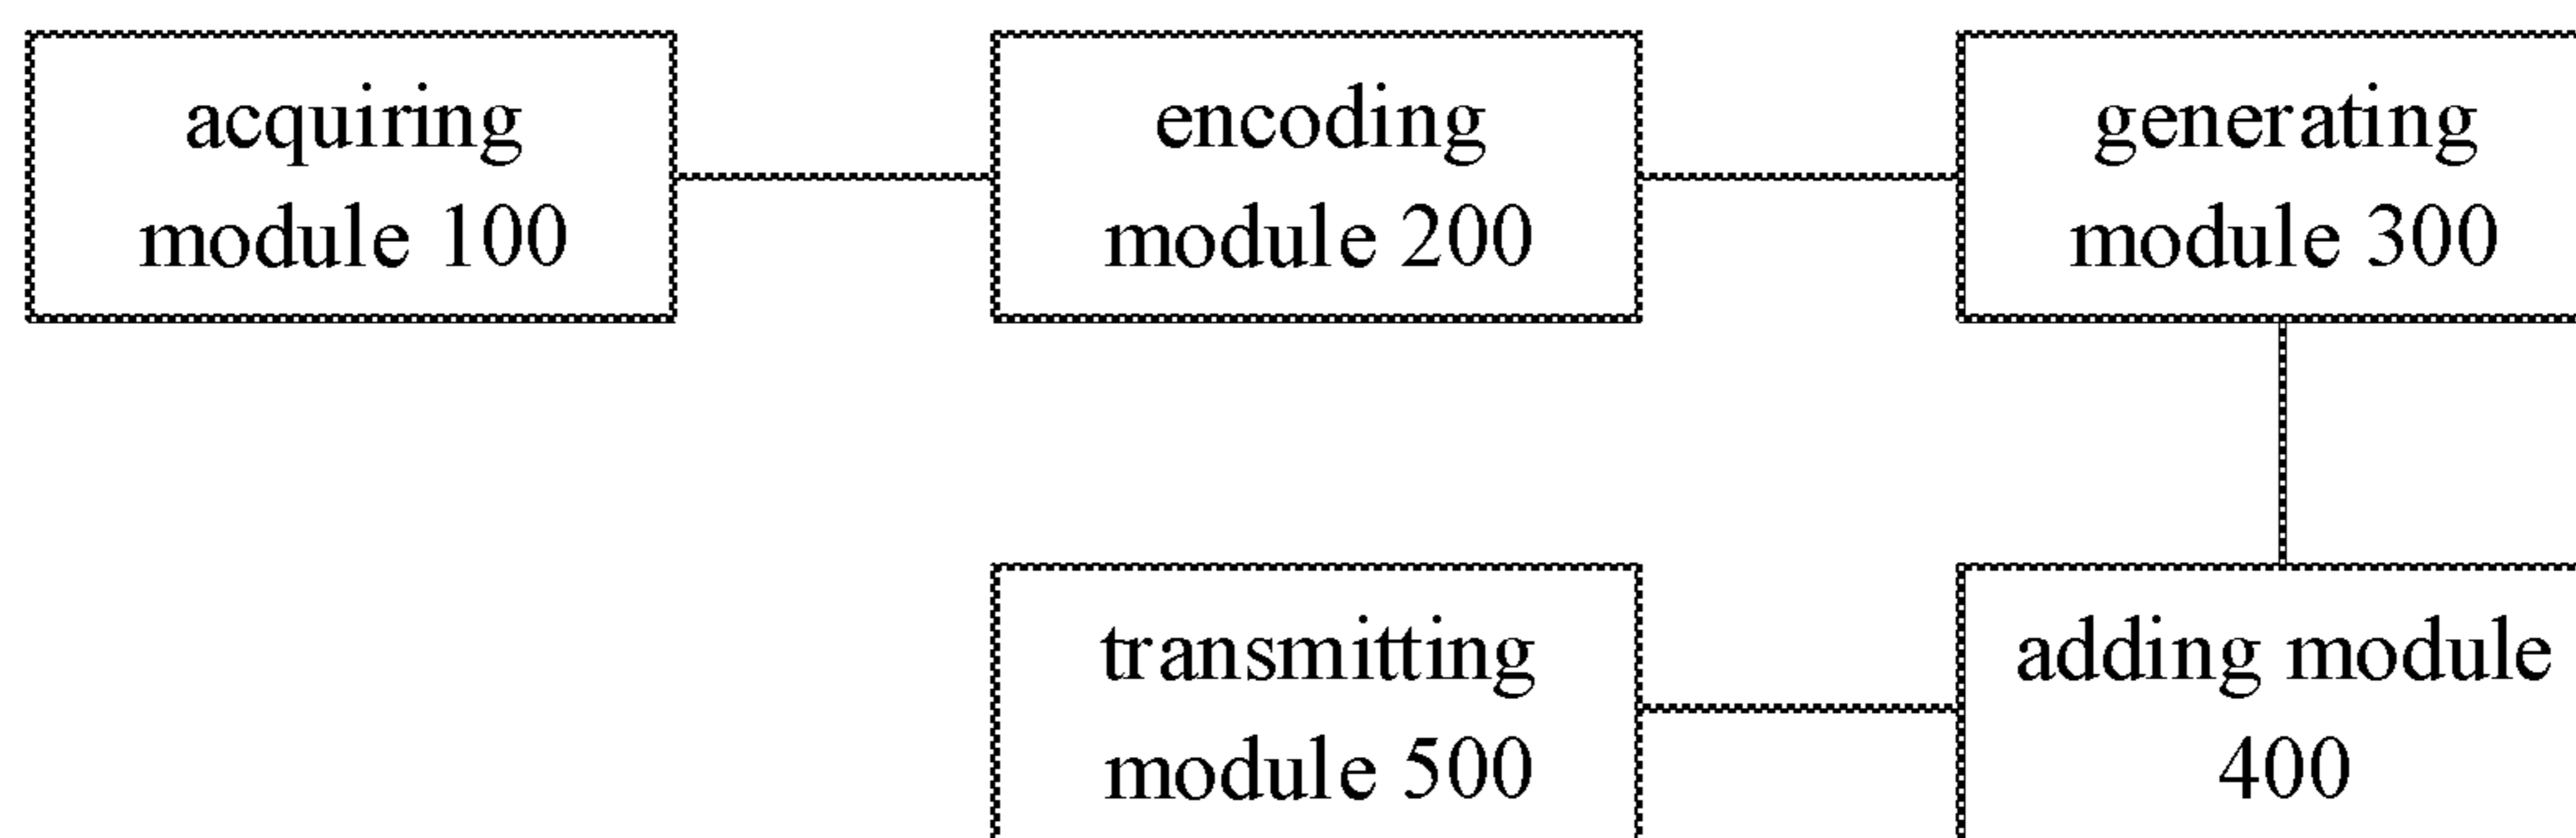 acquiring
module 100
encoding
module 200
generating
module 300
transmitting
module 500
adding module
400